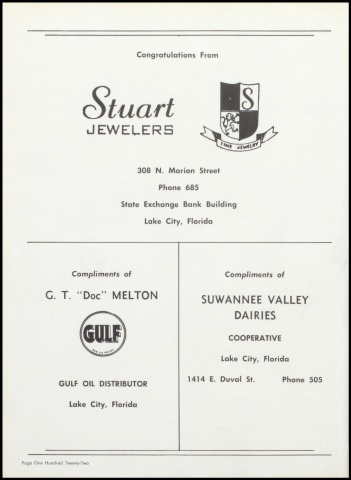 Congratulations From
Stuart
JEWELERS
S
FINE JEWELRY
308 N. Marion Street
Phone 685
State Exchange Bank Building
Lake City, Florida
Compliments of
G. T. "Doc" MELTON
GULF
GULF OIL DISTRIBUTOR
Lake City, Florida
Compliments of
SUWANNEE VALLEY
DAIRIES
COOPERATIVE
Lake City, Florida
1414 E. Duval St. Phone 505
Page One Hundred Twenty-Two